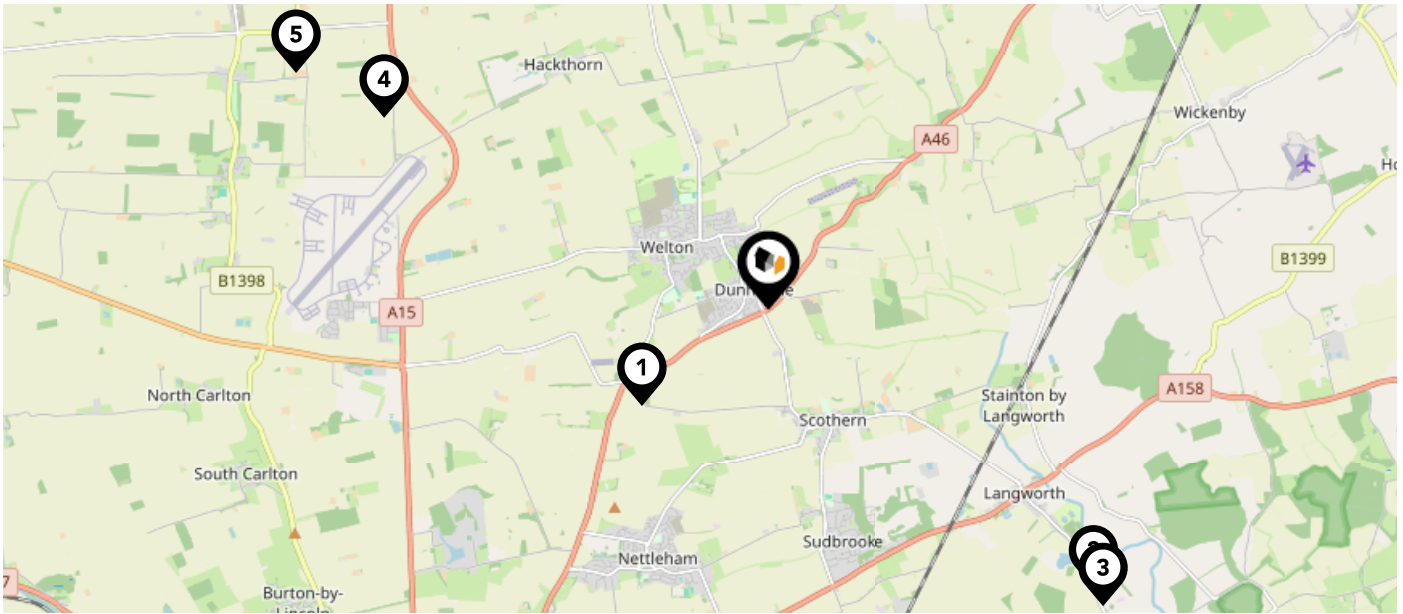 5
4
Hackthorn
Wickenby
A46
Welton
B1398
B1399
A15
1
North Carlton
A158
Stainton by
Langworth
Scothern
South Carlton
Langworth
Sudbrooke
Nettleham
3
7
Burton-by-
Lincoln